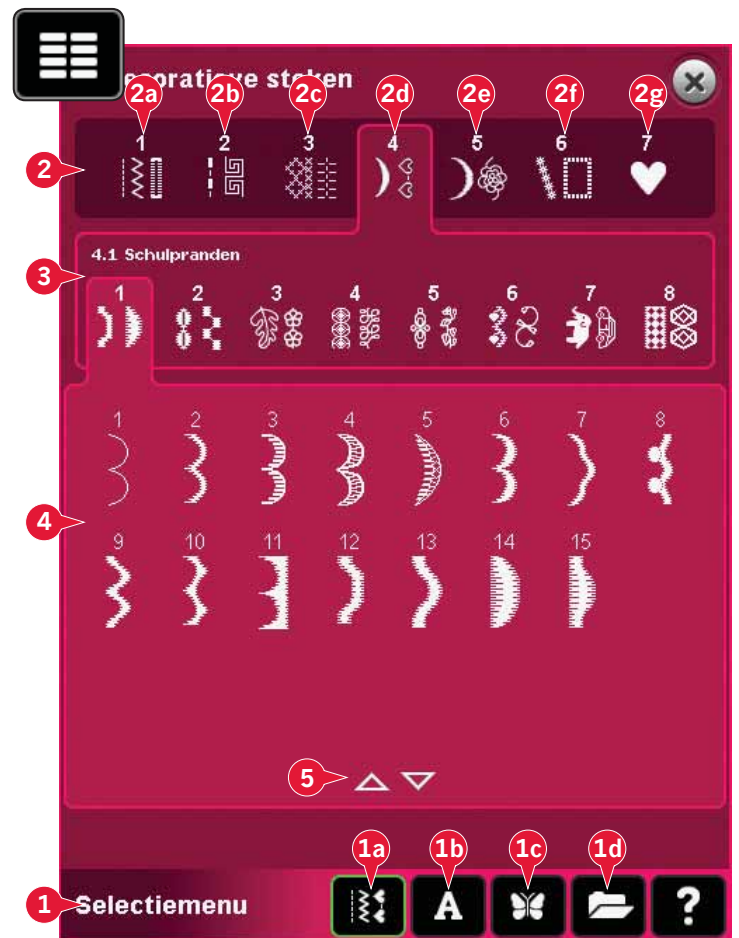 ecoratieve steken
2a 2b 2c 2d 2e 2f 2g
1 2 3 4 5 6 7
2
4.1 Schulpranden
3
1 2 3 4 5 6 7 8
1 2 3 4 5 6 7 8
4
9 10 11 12 13 14 15
5
1a 1b 1c 1d
1 Selectiemenu A ?